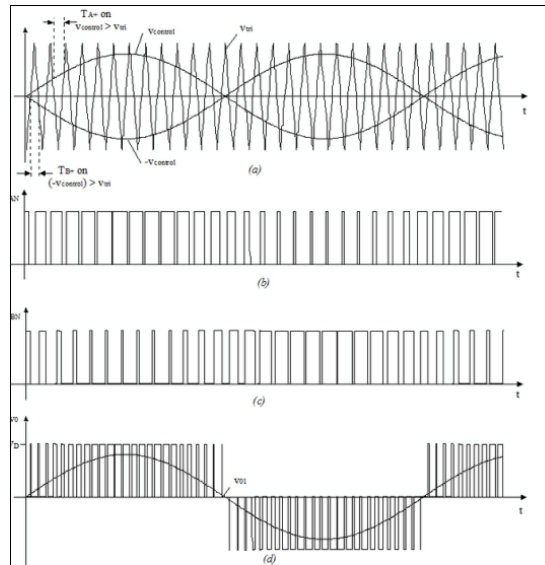 TA+ on
vcontrol > vtri
vcontrol
vtri
t
TB+ on
(-vcontrol) > vtri
-vcontrol
(a)
AN
t
(b)
BN
t
(c)
V0
VD
v01
t
(d)